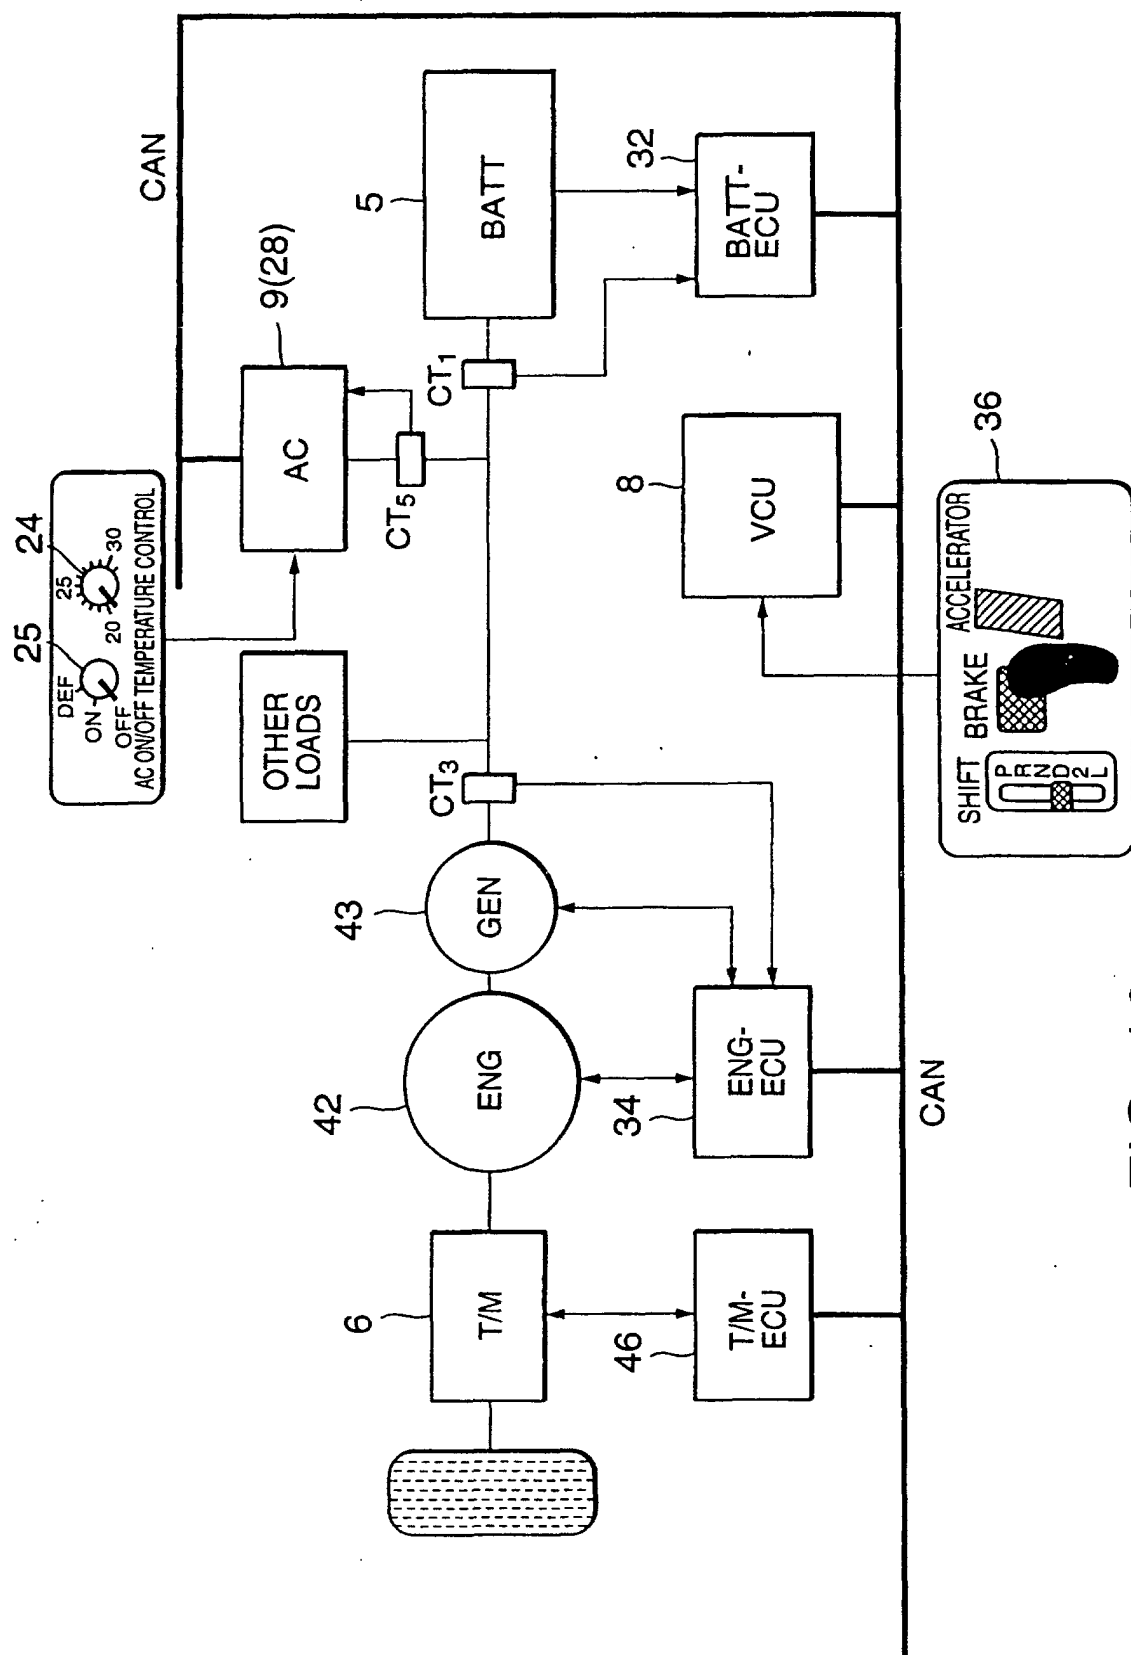 CAN
25
24
DEF
ON
OFF
20
25
30
AC ON/OFF TEMPERATURE CONTROL
9(28)
AC
OTHER
LOADS
CT5
5
BATT
CT1
CT3
43
GEN
42
ENG
6
T/M
32
BATT-
ECU
8
VCU
34
ENG-
ECU
46
T/M-
ECU
CAN
36
SHIFT
BRAKE
ACCELERATOR
P
R
N
D
2
L